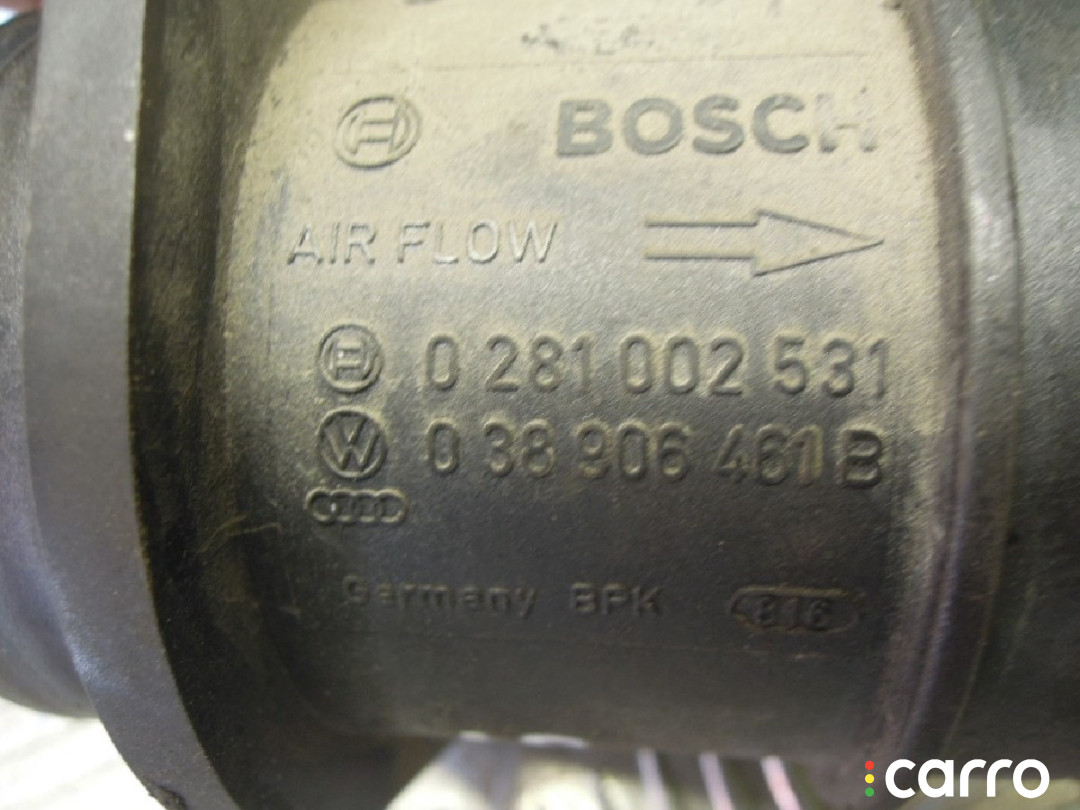 BOSCH
AIR FLOW
0 281 002 531
0 38 906 461 B
Germany BPK
816
carro